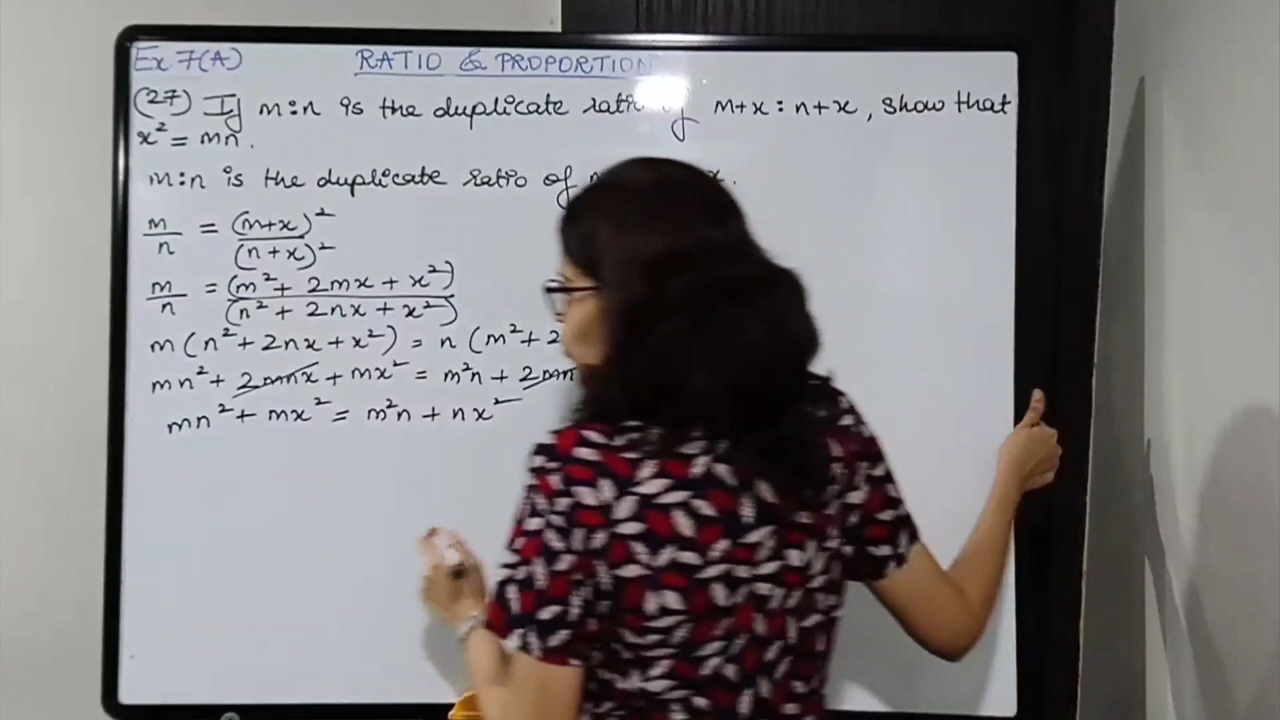 Ex 7(A) RATIO & PROPORTION
(27) If m:n is the duplicate ratio of m+x : n+x, show that
x² = mn.
m:n is the duplicate ratio of x.
m/n = (m+x)²/(n+x)²
m/n = (m² + 2mx + x²)/(n² + 2nx + x²)
m(n² + 2nx + x²) = n (m² + 2
mn² + 2mnx + mx² = m²n + 2mn
mn² + mx² = m²n + nx²